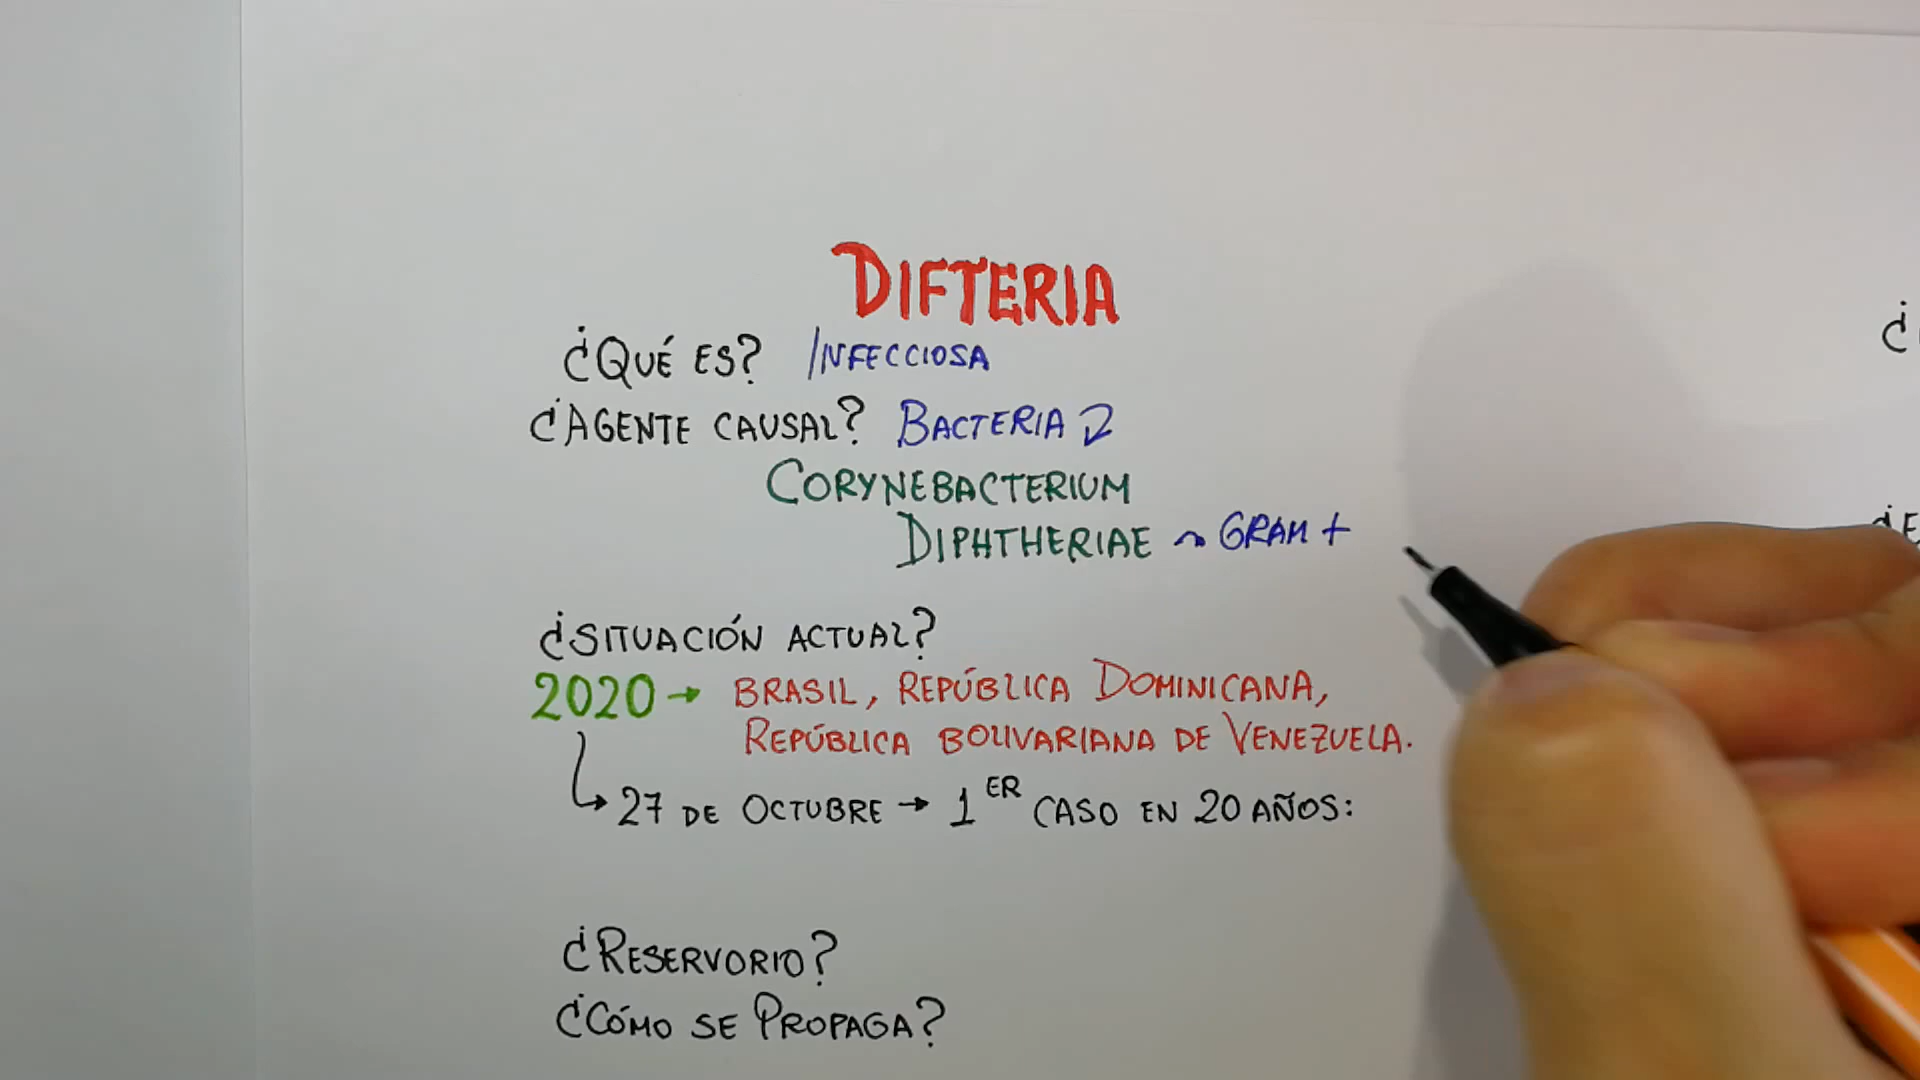 DIFTERIA
¿QUÉ ES? INFECCIOSA
¿AGENTE CAUSAL? BACTERIA
CORYNEBACTERIUM
DIPHTHERIAE ~ GRAM +
¿SITUACIÓN ACTUAL?
2020 → BRASIL, REPÚBLICA DOMINICANA,
REPÚBLICA BOLIVARIANA DE VENEZUELA.
→ 27 DE OCTUBRE → 1ER CASO EN 20 AÑOS:
¿RESERVORIO?
¿CÓMO SE PROPAGA?